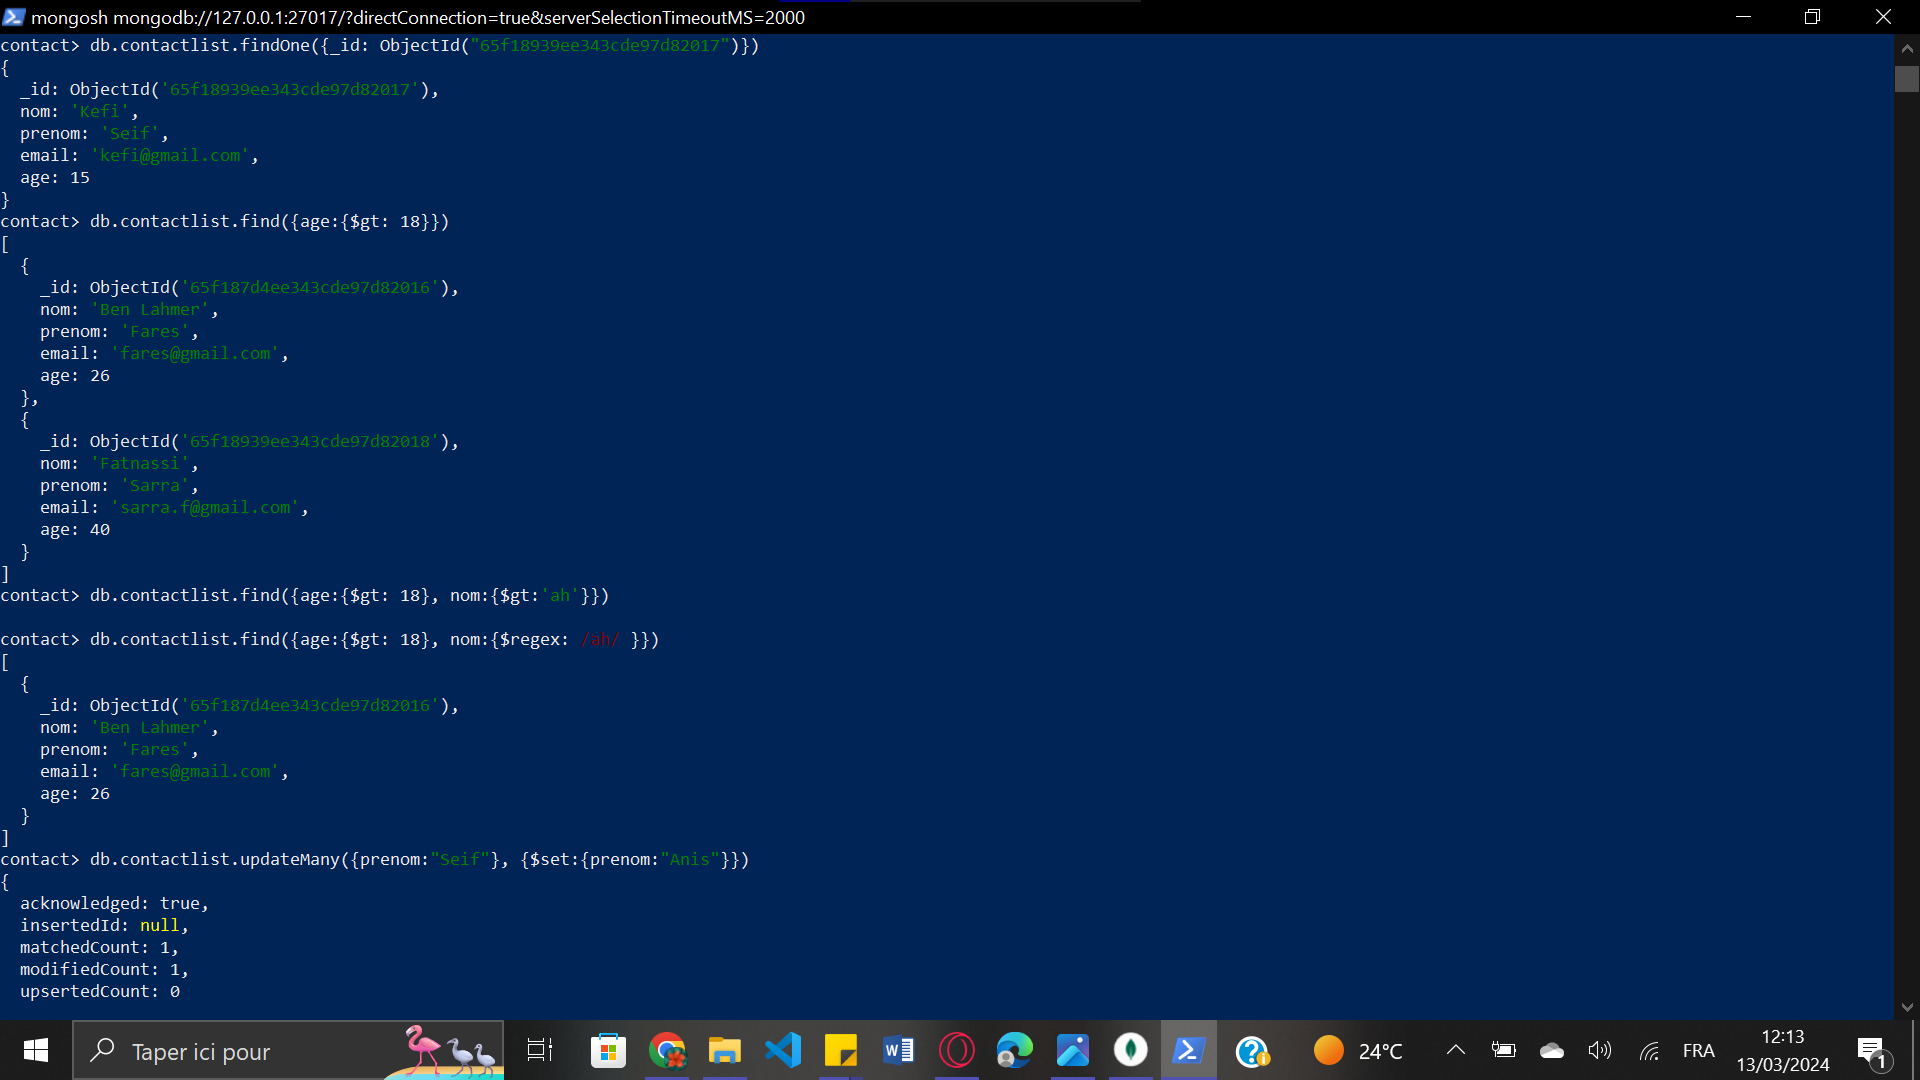 mongosh mongodb://127.0.0.1:27017/?directConnection=true&serverSelectionTimeoutMS=2000
contact> db.contactlist.findOne({_id: ObjectId("65f18939ee343cde97d82017")})
{
  _id: ObjectId('65f18939ee343cde97d82017'),
  nom: 'Kefi',
  prenom: 'Seif',
  email: 'kefi@gmail.com',
  age: 15
}
contact> db.contactlist.find({age:{$gt: 18}})
[
  {
    _id: ObjectId('65f187d4ee343cde97d82016'),
    nom: 'Ben Lahmer',
    prenom: 'Fares',
    email: 'fares@gmail.com',
    age: 26
  },
  {
    _id: ObjectId('65f18939ee343cde97d82018'),
    nom: 'Fatnassi',
    prenom: 'Sarra',
    email: 'sarra.f@gmail.com',
    age: 40
  }
]
contact> db.contactlist.find({age:{$gt: 18}, nom:{$gt:'ah'}})

contact> db.contactlist.find({age:{$gt: 18}, nom:{$regex: /ah/ }})
[
  {
    _id: ObjectId('65f187d4ee343cde97d82016'),
    nom: 'Ben Lahmer',
    prenom: 'Fares',
    email: 'fares@gmail.com',
    age: 26
  }
]
contact> db.contactlist.updateMany({prenom:"Seif"}, {$set:{prenom:"Anis"}})
{
  acknowledged: true,
  insertedId: null,
  matchedCount: 1,
  modifiedCount: 1,
  upsertedCount: 0
Taper ici pour
24°C
FRA
12:13
13/03/2024
1